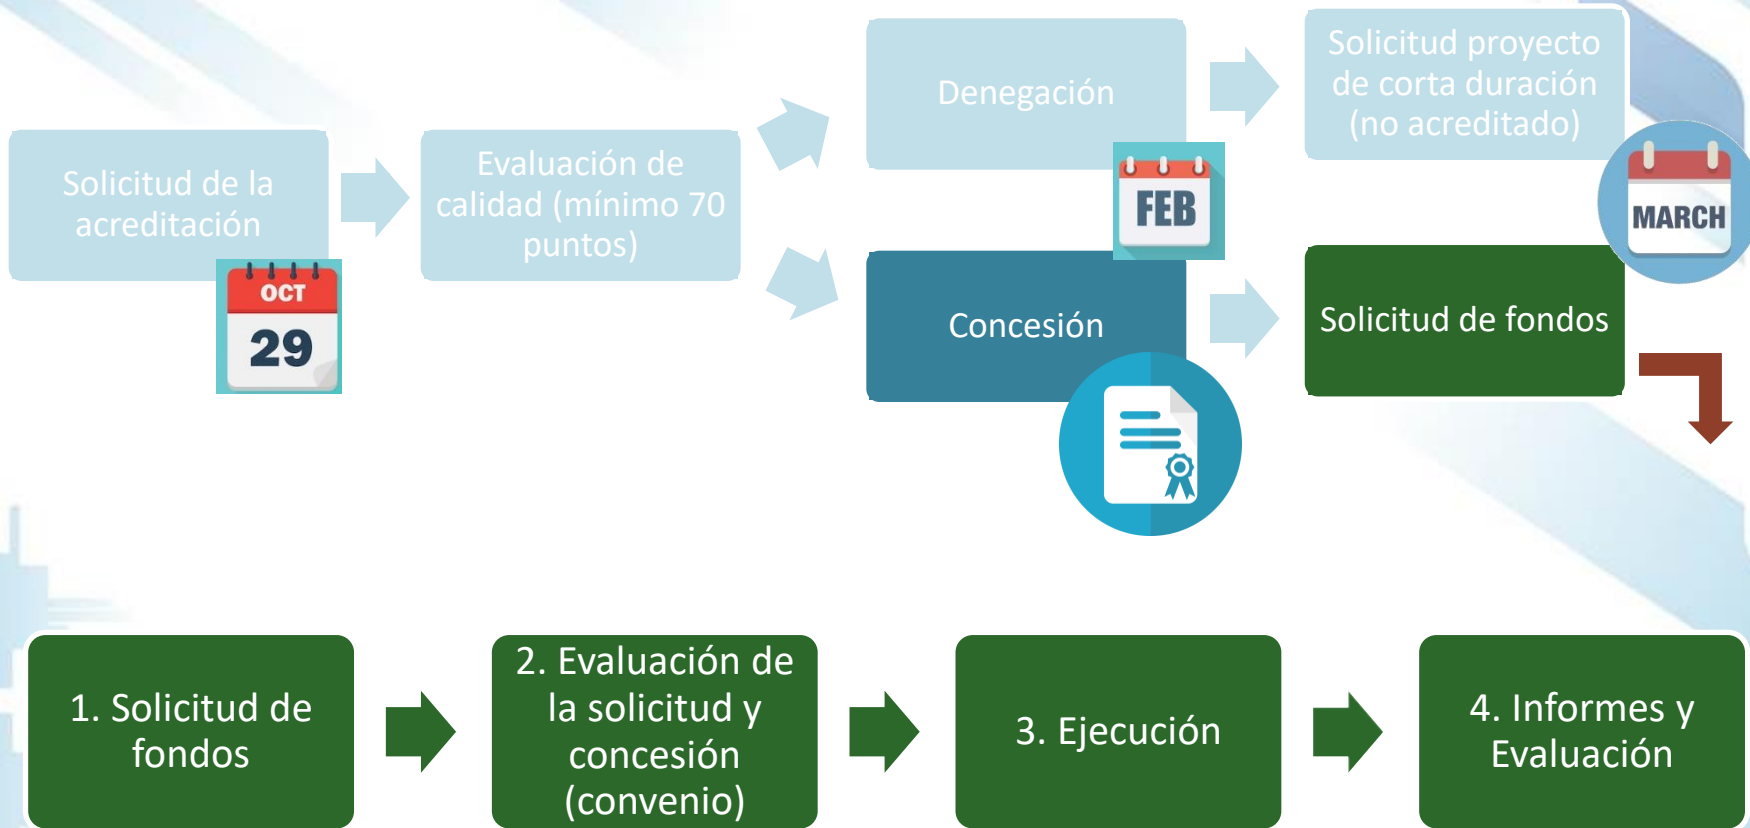 Solicitud de la
acreditación
OCT
29
Evaluación de
calidad (mínimo 70
puntos)
Denegación
FEB
Solicitud proyecto
de corta duración
(no acreditado)
MARCH
Concesión
Solicitud de fondos
1. Solicitud de
fondos
2. Evaluación de
la solicitud y
concesión
(convenio)
3. Ejecución
4. Informes y
Evaluación